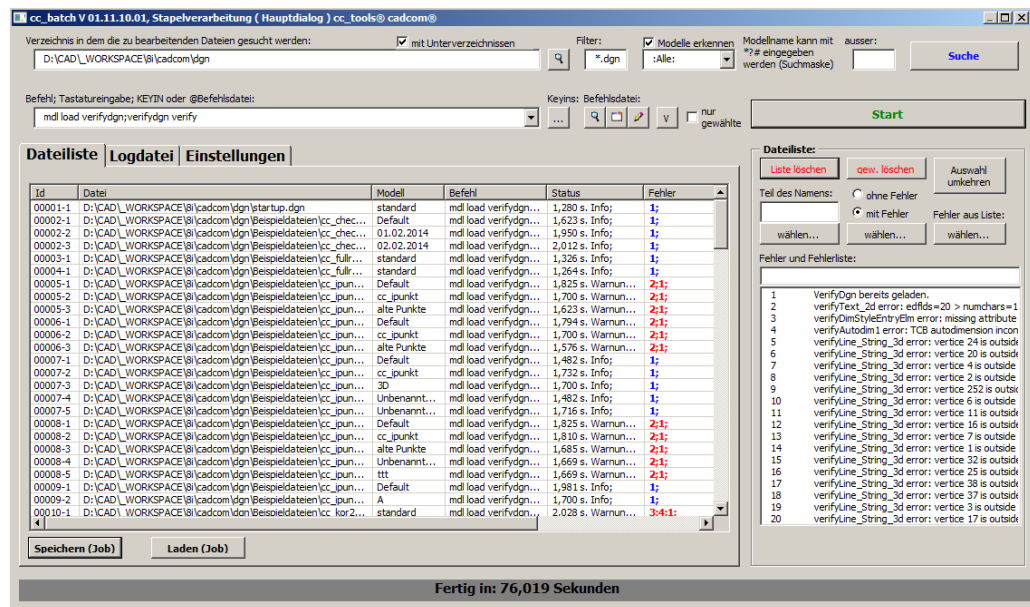 cc_batch V 01.11.10.01, Stapelverarbeitung ( Hauptdialog ) cc_tools® cadcom®
Verzeichnis in dem die zu bearbeitenden Dateien gesucht werden:
mit Unterverzeichnissen
Filter:
Modelle erkennen
Modellname kann mit
*?# eingegeben
werden (Suchmaske)
ausser:
D:\CAD\_WORKSPACE\8i\cadcom\dgn
*.dgn
:Alle:
Suche
Befehl; Tastatureingabe; KEYIN oder @Befehlsdatei:
Keyins: Befehlsdatei:
mdl load verifydgn;verifydgn verify
...
v
nur
gewählte
Start
Dateiliste Logdatei Einstellungen
Id Datei Modell Befehl Status Fehler
00001-1 D:\CAD\_WORKSPACE\8i\cadcom\dgn\startup.dgn standard mdl load verifydgn... 1,280 s. Info; 1;
00002-1 D:\CAD\_WORKSPACE\8i\cadcom\dgn\Beispieldateien\cc_chec... Default mdl load verifydgn... 1,623 s. Info; 1;
00002-2 D:\CAD\_WORKSPACE\8i\cadcom\dgn\Beispieldateien\cc_chec... 01.02.2014 mdl load verifydgn... 1,950 s. Info; 1;
00002-3 D:\CAD\_WORKSPACE\8i\cadcom\dgn\Beispieldateien\cc_chec... 02.02.2014 mdl load verifydgn... 2,012 s. Info; 1;
00003-1 D:\CAD\_WORKSPACE\8i\cadcom\dgn\Beispieldateien\cc_fullr... standard mdl load verifydgn... 1,326 s. Info; 1;
00004-1 D:\CAD\_WORKSPACE\8i\cadcom\dgn\Beispieldateien\cc_fullr... standard mdl load verifydgn... 1,264 s. Info; 1;
00005-1 D:\CAD\_WORKSPACE\8i\cadcom\dgn\Beispieldateien\cc_ipun... Default mdl load verifydgn... 1,825 s. Warnun... 2;1;
00005-2 D:\CAD\_WORKSPACE\8i\cadcom\dgn\Beispieldateien\cc_ipun... cc_ipunkt mdl load verifydgn... 1,700 s. Warnun... 2;1;
00005-3 D:\CAD\_WORKSPACE\8i\cadcom\dgn\Beispieldateien\cc_ipun... alte Punkte mdl load verifydgn... 1,623 s. Warnun... 2;1;
00006-1 D:\CAD\_WORKSPACE\8i\cadcom\dgn\Beispieldateien\cc_ipun... Default mdl load verifydgn... 1,794 s. Warnun... 2;1;
00006-2 D:\CAD\_WORKSPACE\8i\cadcom\dgn\Beispieldateien\cc_ipun... cc_ipunkt mdl load verifydgn... 1,700 s. Warnun... 2;1;
00006-3 D:\CAD\_WORKSPACE\8i\cadcom\dgn\Beispieldateien\cc_ipun... alte Punkte mdl load verifydgn... 1,576 s. Warnun... 2;1;
00007-1 D:\CAD\_WORKSPACE\8i\cadcom\dgn\Beispieldateien\cc_ipun... Default mdl load verifydgn... 1,482 s. Info; 1;
00007-2 D:\CAD\_WORKSPACE\8i\cadcom\dgn\Beispieldateien\cc_ipun... cc_ipunkt mdl load verifydgn... 1,732 s. Info; 1;
00007-3 D:\CAD\_WORKSPACE\8i\cadcom\dgn\Beispieldateien\cc_ipun... 3D mdl load verifydgn... 1,700 s. Info; 1;
00007-4 D:\CAD\_WORKSPACE\8i\cadcom\dgn\Beispieldateien\cc_ipun... Unbenannt... mdl load verifydgn... 1,482 s. Info; 1;
00007-5 D:\CAD\_WORKSPACE\8i\cadcom\dgn\Beispieldateien\cc_ipun... Unbenannt... mdl load verifydgn... 1,716 s. Info; 1;
00008-1 D:\CAD\_WORKSPACE\8i\cadcom\dgn\Beispieldateien\cc_ipun... Default mdl load verifydgn... 1,825 s. Warnun... 2;1;
00008-2 D:\CAD\_WORKSPACE\8i\cadcom\dgn\Beispieldateien\cc_ipun... cc_ipunkt mdl load verifydgn... 1,810 s. Warnun... 2;1;
00008-3 D:\CAD\_WORKSPACE\8i\cadcom\dgn\Beispieldateien\cc_ipun... alte Punkte mdl load verifydgn... 1,685 s. Warnun... 2;1;
00008-4 D:\CAD\_WORKSPACE\8i\cadcom\dgn\Beispieldateien\cc_ipun... Unbenannt... mdl load verifydgn... 1,669 s. Warnun... 2;1;
00008-5 D:\CAD\_WORKSPACE\8i\cadcom\dgn\Beispieldateien\cc_ipun... ttt mdl load verifydgn... 1,669 s. Warnun... 2;1;
00009-1 D:\CAD\_WORKSPACE\8i\cadcom\dgn\Beispieldateien\cc_ipun... Default mdl load verifydgn... 1,981 s. Info; 1;
00009-2 D:\CAD\_WORKSPACE\8i\cadcom\dgn\Beispieldateien\cc_ipun... A mdl load verifydgn... 1,700 s. Info; 1;
00010-1 D:\CAD\_WORKSPACE\8i\cadcom\dgn\Beispieldateien\cc_kor2... standard mdl load verifydgn... 2,028 s. Warnun... 3;4;1;
Speichern (Job) Laden (Job)
Dateiliste:
Liste löschen
gew. löschen
Auswahl
umkehren
Teil des Namens:
ohne Fehler
mit Fehler
Fehler aus Liste:
wählen... wählen... wählen...
Fehler und Fehlerliste:
1 VerifyDgn bereits geladen.
2 verifyText_2d error: edflds=20 > numchars=1
3 verifyDimStyleEntryElm error: missing attribute
4 verifyAutodim1 error: TCB autodimension incon
5 verifyLine_String_3d error: vertice 24 is outside
6 verifyLine_String_3d error: vertice 20 is outside
7 verifyLine_String_3d error: vertice 4 is outside
8 verifyLine_String_3d error: vertice 2 is outside
9 verifyLine_String_3d error: vertice 252 is outside
10 verifyLine_String_3d error: vertice 6 is outside
11 verifyLine_String_3d error: vertice 11 is outside
12 verifyLine_String_3d error: vertice 16 is outside
13 verifyLine_String_3d error: vertice 7 is outside
14 verifyLine_String_3d error: vertice 1 is outside
15 verifyLine_String_3d error: vertice 32 is outside
16 verifyLine_String_3d error: vertice 25 is outside
17 verifyLine_String_3d error: vertice 38 is outside
18 verifyLine_String_3d error: vertice 37 is outside
19 verifyLine_String_3d error: vertice 3 is outside
20 verifyLine_String_3d error: vertice 17 is outside
Fertig in: 76,019 Sekunden